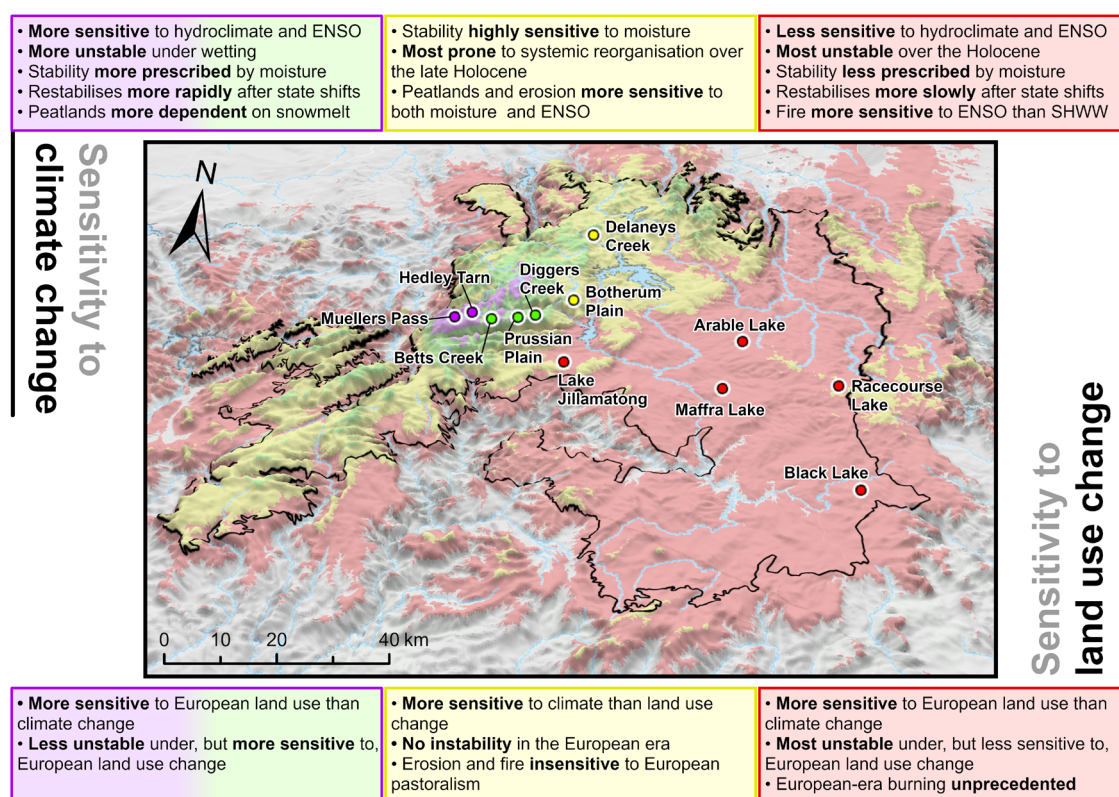 • More sensitive to hydroclimate and ENSO
• More unstable under wetting
• Stability more prescribed by moisture
• Restabilises more rapidly after state shifts
• Peatlands more dependent on snowmelt
• Stability highly sensitive to moisture
• Most prone to systemic reorganisation over
the late Holocene
• Peatlands and erosion more sensitive to
both moisture and ENSO
• Less sensitive to hydroclimate and ENSO
• Most unstable over the Holocene
• Stability less prescribed by moisture
• Restabilises more slowly after state shifts
• Fire more sensitive to ENSO than SHWW
Sensitivity to
climate change
N
Delaneys
Creek
Diggers
Creek
Hedley Tarn
Botherum
Plain
Muellers Pass
Arable Lake
Prussian
Plain
Betts Creek
Lake
Jillamatong
Racecourse
Lake
Maffra Lake
Black Lake
0 10 20 40 km
Sensitivity to
land use change
• More sensitive to European land use than
climate change
• Less unstable under, but more sensitive to,
European land use change
• More sensitive to climate than land use
change
• No instability in the European era
• Erosion and fire insensitive to European
pastoralism
• More sensitive to European land use than
climate change
• Most unstable under, but less sensitive to,
European land use change
• European-era burning unprecedented